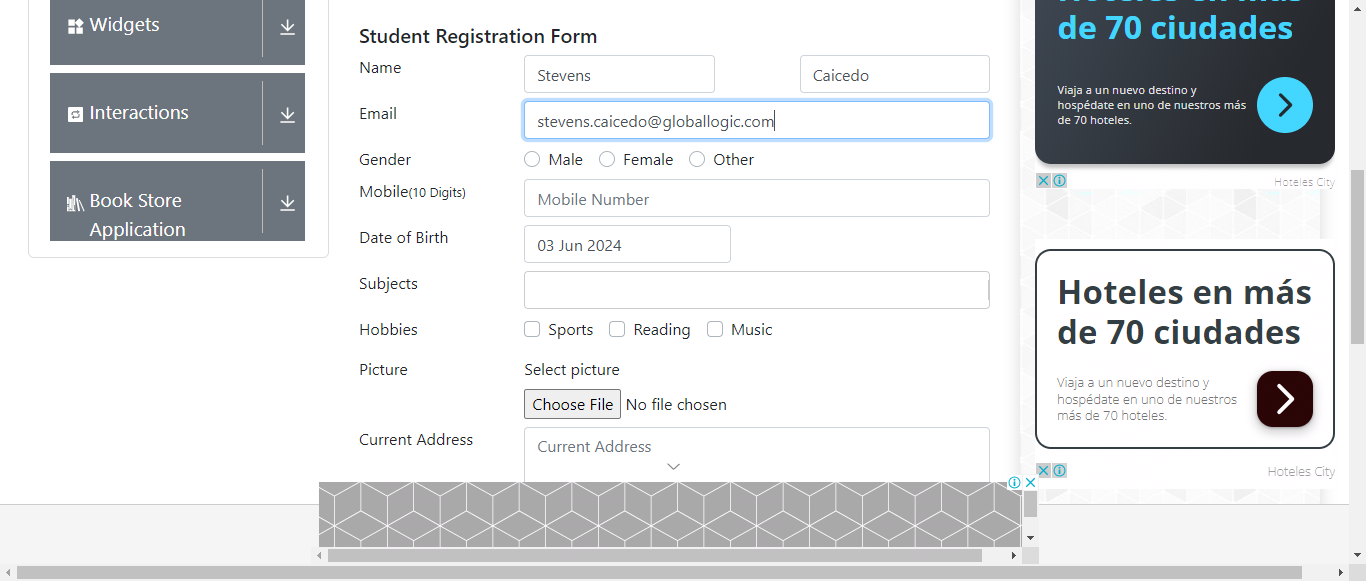 Widgets
Interactions
Book Store
Application
Student Registration Form
Name
Stevens
Caicedo
Email
stevens.caicedo@globallogic.com
Gender
Male
Female
Other
Mobile(10 Digits)
Mobile Number
Date of Birth
03 Jun 2024
Subjects
Hobbies
Sports
Reading
Music
Picture
Select picture
Choose File
No file chosen
Current Address
Current Address
de 70 ciudades
Viaja a un nuevo destino y
hospédate en uno de nuestros más
de 70 hoteles.
Hoteles City
Hoteles en más
de 70 ciudades
Viaja a un nuevo destino y
hospédate en uno de nuestros
más de 70 hoteles.
Hoteles City